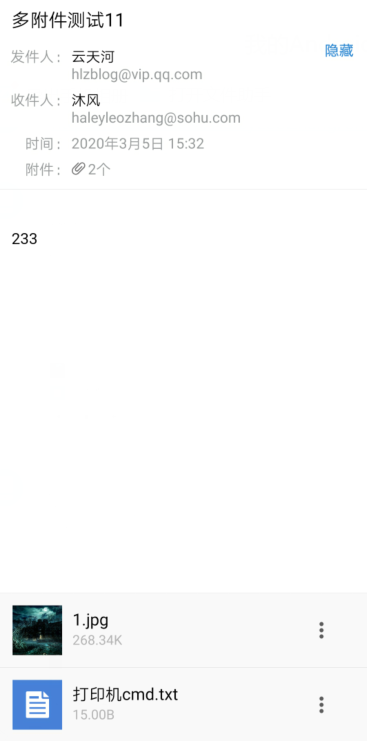 多附件测试11
发件人： 云天河 隐藏
hlzblog@vip.qq.com
收件人： 沐风
haleyleozhang@sohu.com
时间： 2020年3月5日 15:32
附件： 2个
233
1.jpg
268.34K
打印机cmd.txt
15.00B